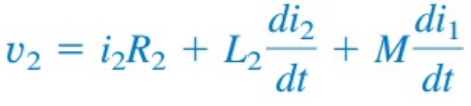 v₂ = i₂R₂ + L₂ di₂/dt + M di₁/dt